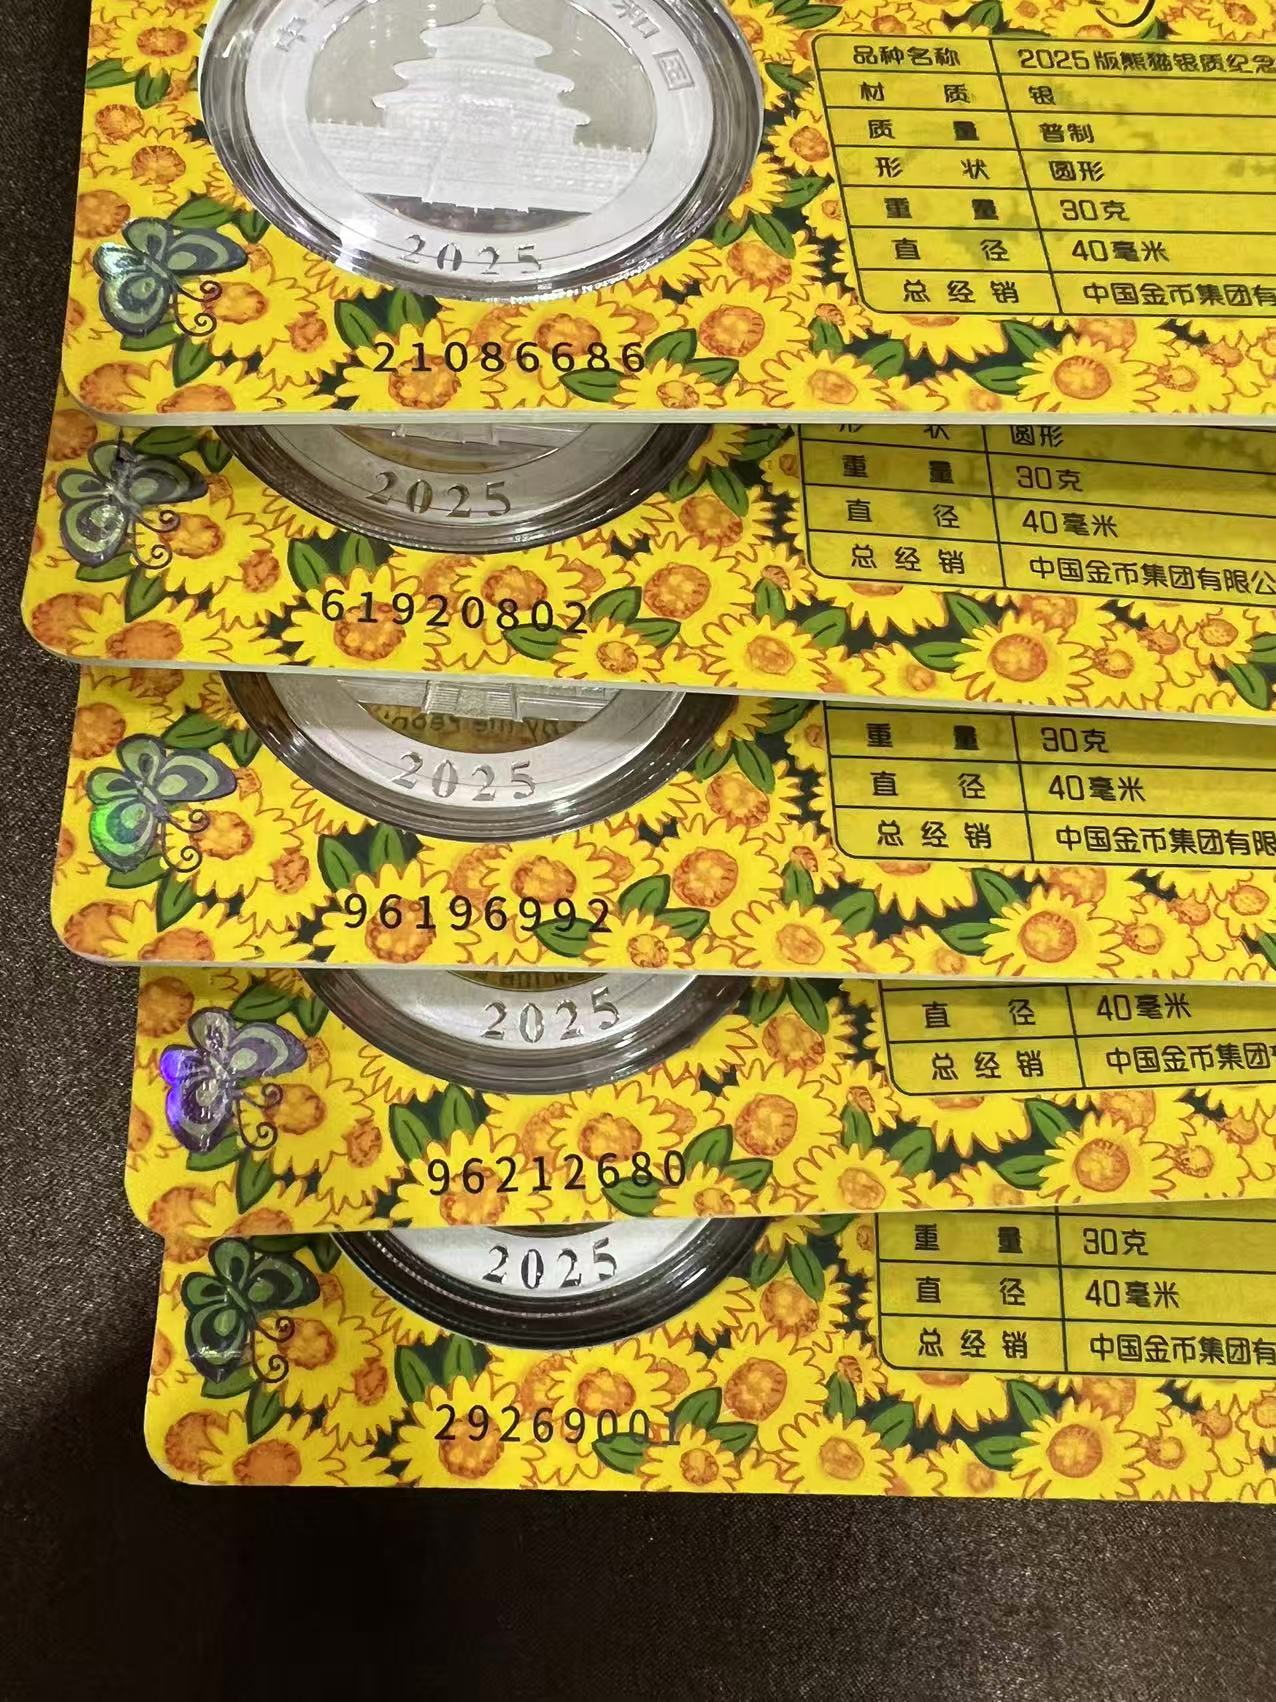 和国
2025
品种名称 2025版熊猫银质纪念
材质 银
质量 普制
形状 圆形
重量 30克
直径 40毫米
总经销 中国金币集团有
21086686
2025
形状 圆形
重量 30克
直径 40毫米
总经销 中国金币集团有限公
61920802
2025
重量 30克
直径 40毫米
总经销 中国金币集团有限
96196992
2025
直径 40毫米
总经销 中国金币集团有
96212680
2025
重量 30克
直径 40毫米
总经销 中国金币集团有
29269001